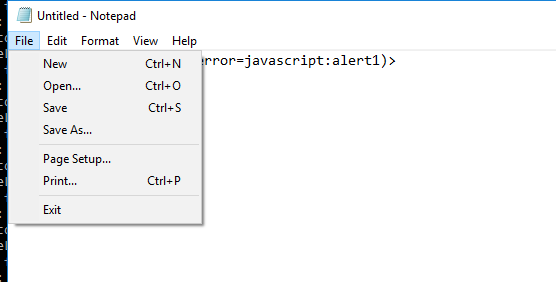 Untitled - Notepad
File Edit Format View Help
error=javascript:alert1)>
New Ctrl+N
Open... Ctrl+O
Save Ctrl+S
Save As...
Page Setup...
Print... Ctrl+P
Exit